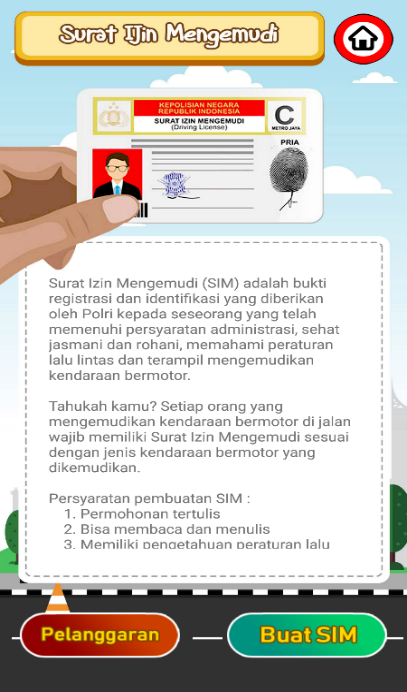 Surat Ijin Mengemudi
KEPOLISIAN NEGARA
REPUBLIK INDONESIA
SURAT IZIN MENGEMUDI
(Driving License)
C
METRO JAYA
PRIA
Surat Izin Mengemudi (SIM) adalah bukti
registrasi dan identifikasi yang diberikan
oleh Polri kepada seseorang yang telah
memenuhi persyaratan administrasi, sehat
jasmani dan rohani, memahami peraturan
lalu lintas dan terampil mengemudikan
kendaraan bermotor.
Tahukah kamu? Setiap orang yang
mengemudikan kendaraan bermotor di jalan
wajib memiliki Surat Izin Mengemudi sesuai
dengan jenis kendaraan bermotor yang
dikemudikan.
Persyaratan pembuatan SIM :
1. Permohonan tertulis
2. Bisa membaca dan menulis
3. Memiliki pengetahuan peraturan lalu
Pelanggaran
Buat SIM